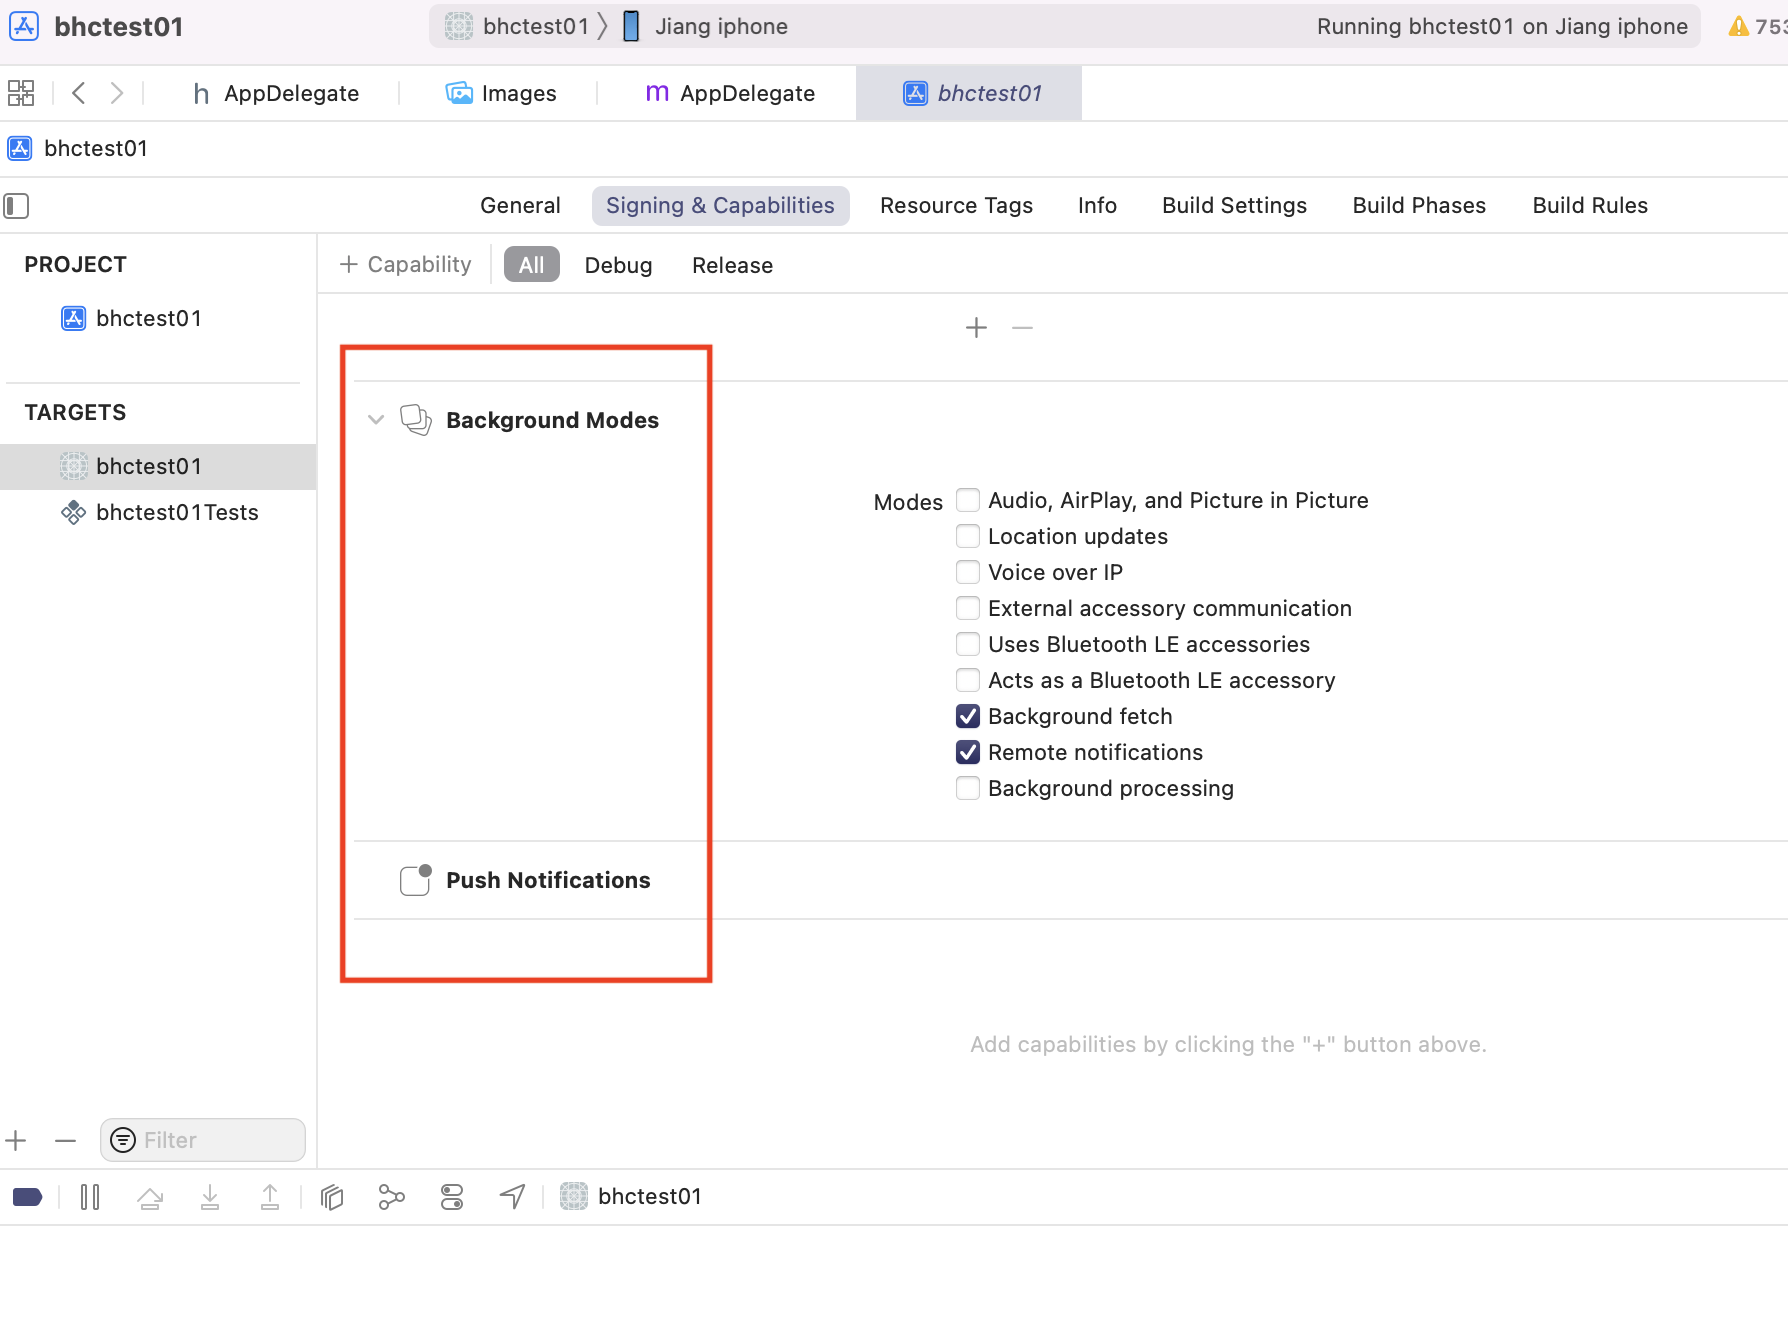 bhctest01
bhctest01 Jiang iphone Running bhctest01 on Jiang iphone
h AppDelegate Images m AppDelegate bhctest01
bhctest01
General Signing & Capabilities Resource Tags Info Build Settings Build Phases Build Rules
PROJECT
bhctest01
TARGETS
bhctest01
bhctest01Tests
+ Capability All Debug Release
Background Modes
Modes
Audio, AirPlay, and Picture in Picture
Location updates
Voice over IP
External accessory communication
Uses Bluetooth LE accessories
Acts as a Bluetooth LE accessory
Background fetch
Remote notifications
Background processing
Push Notifications
Add capabilities by clicking the "+" button above.
Filter
bhctest01